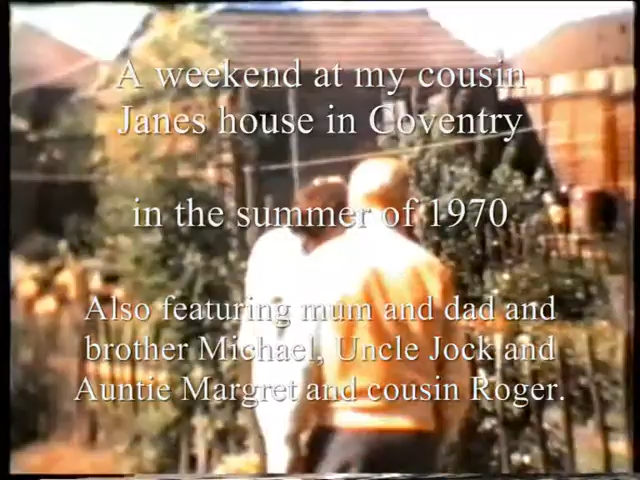 A weekend at my cousin
Janes house in Coventry
in the summer of 1970
Also featuring mum and dad and
brother Michael, Uncle Jock and
Auntie Margret and cousin Roger.